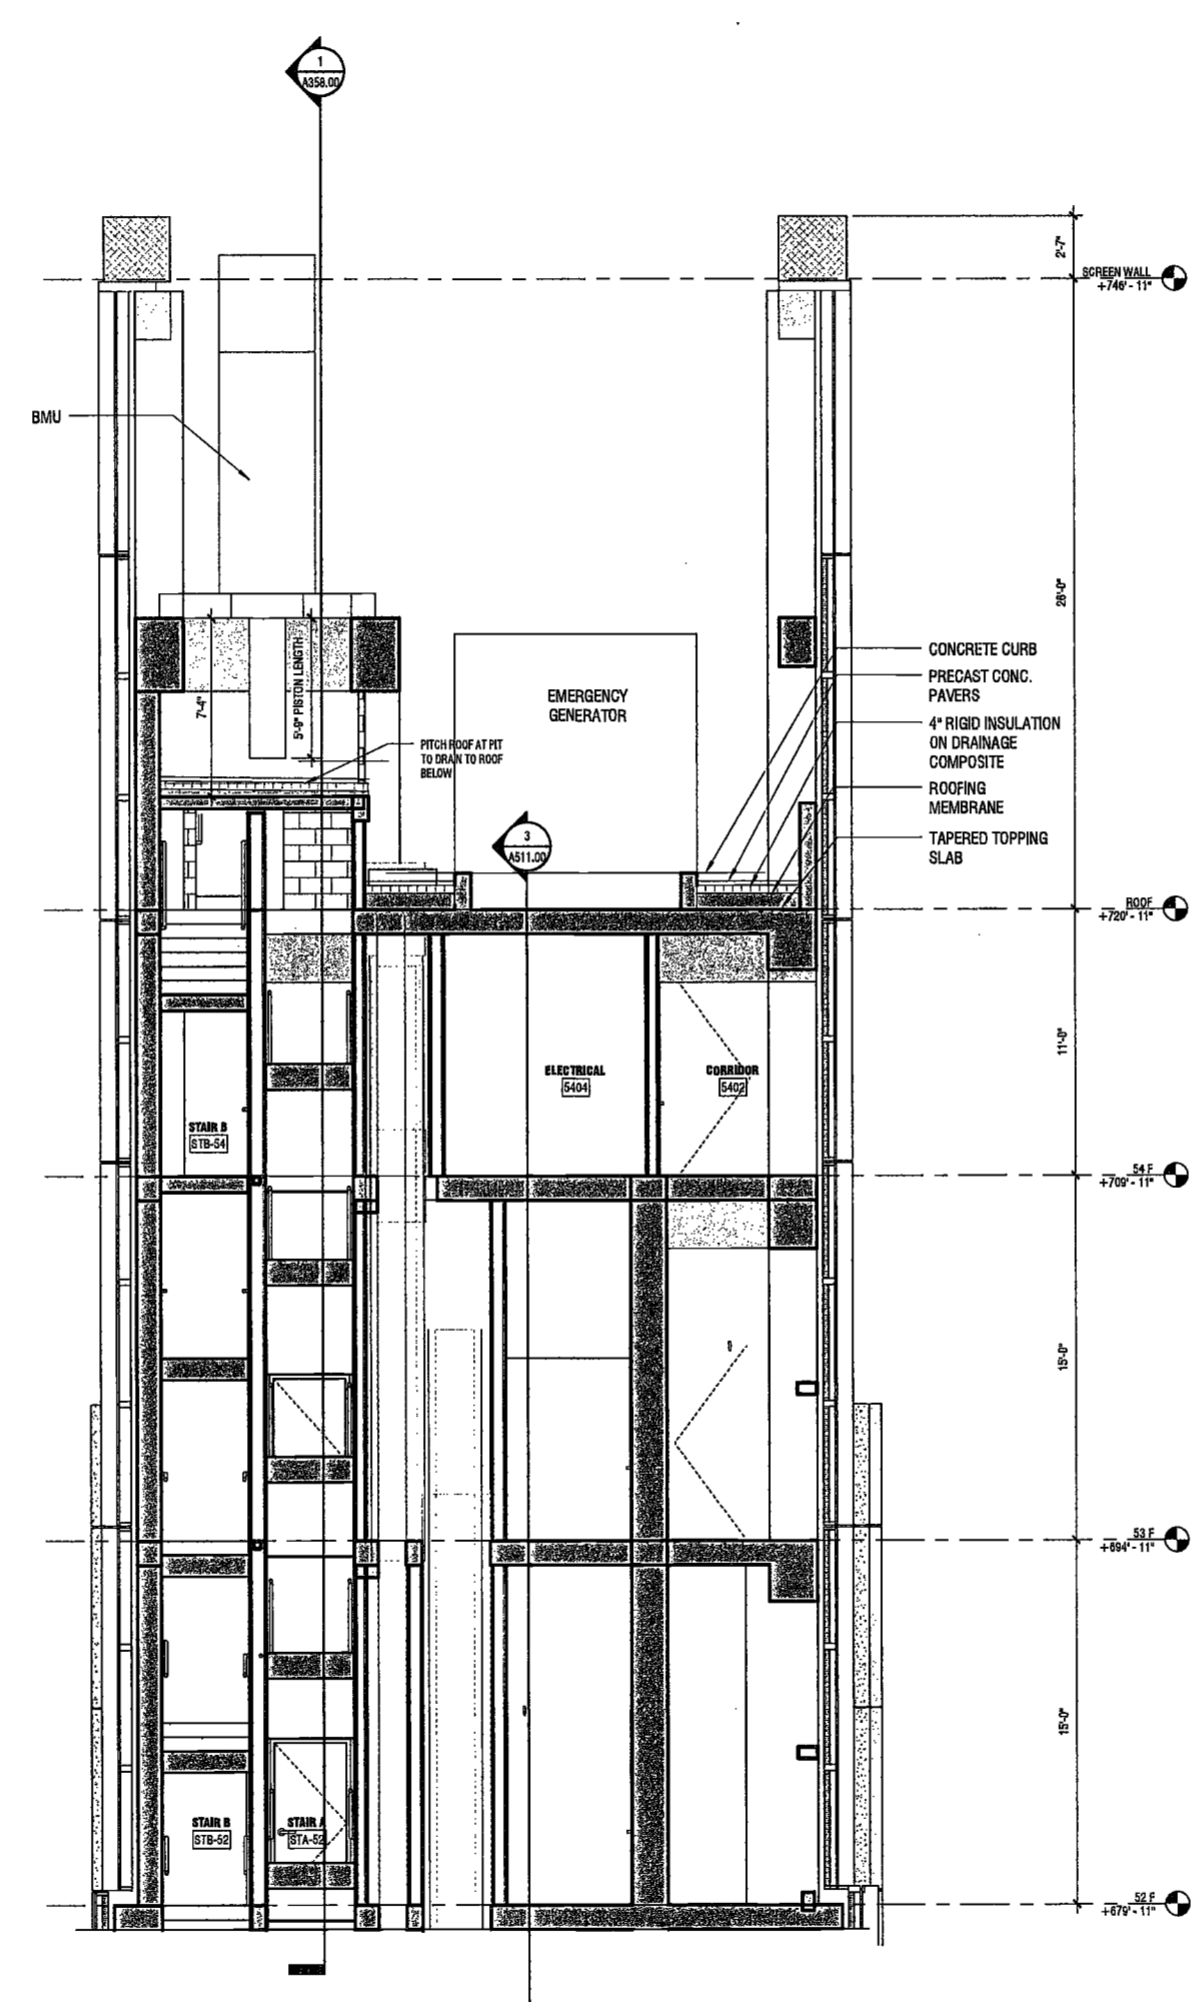 1
A358.00
2'-7"
SCREEN WALL
+746' - 11"
BMU
26'-0"
7'-4"
5'-9" PISTON LENGTH
EMERGENCY
GENERATOR
CONCRETE CURB
PRECAST CONC.
PAVERS
4" RIGID INSULATION
ON DRAINAGE
COMPOSITE
ROOFING
MEMBRANE
TAPERED TOPPING
SLAB
PITCH ROOF AT PIT
TO DRAIN TO ROOF
BELOW
3
A511.00
ROOF
+720' - 11"
11'-0"
ELECTRICAL
5404
CORRIDOR
5402
STAIR B
STB-54
54 F
+709' - 11"
15'-0"
53 F
+694' - 11"
15'-0"
STAIR B
STB-52
STAIR A
STA-52
52 F
+679' - 11"